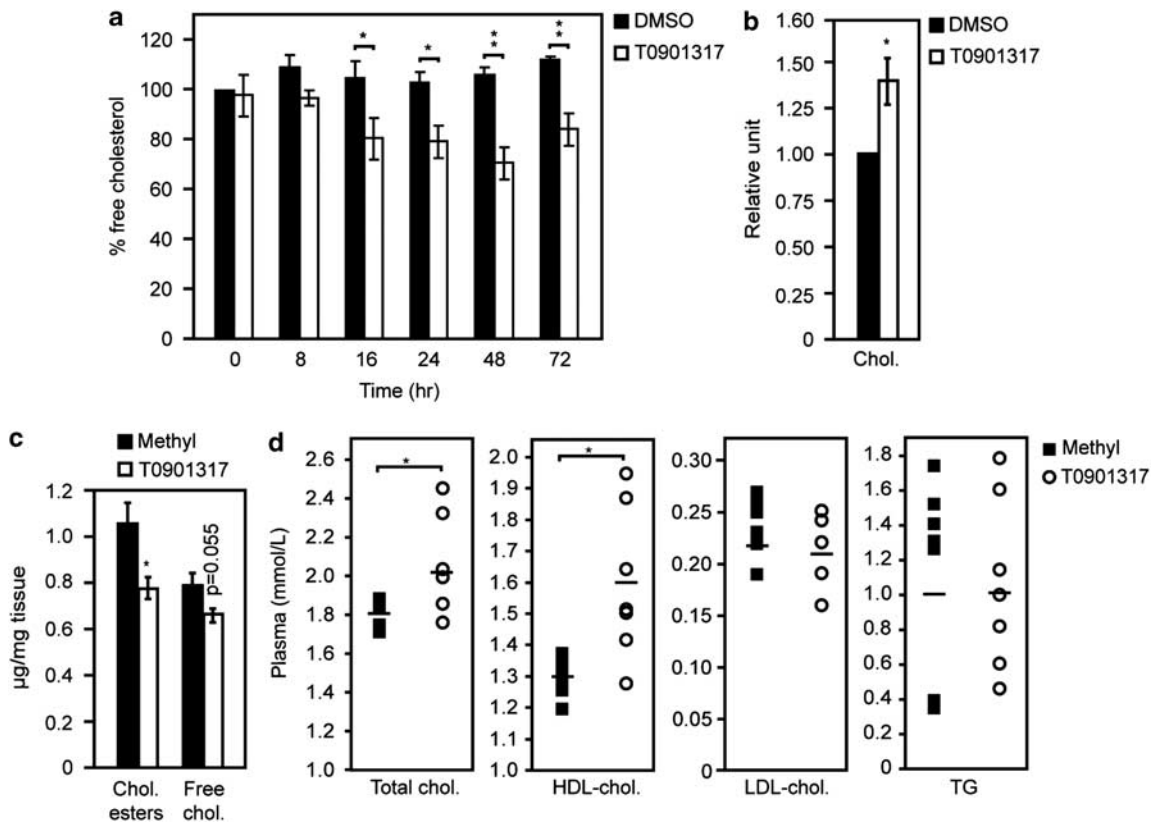 a
DMSO
T0901317
% free cholesterol
120
100
80
60
40
20
0
* * ** **
0 8 16 24 48 72
Time (hr)
b
DMSO
T0901317
Relative unit
1.60
1.50
1.25
1.00
0.75
0.50
0.25
0
*
Chol.
c
Methyl
T0901317
µg/mg tissue
1.2
1.0
0.8
0.6
0.4
0.2
0
*
p=0.055
Chol. esters
Free chol.
d
Methyl
T0901317
Plasma (mmol/L)
2.6
2.4
2.2
2.0
1.8
1.6
1.4
1.2
1.0
*
Total chol.
2.0
1.9
1.8
1.7
1.6
1.5
1.4
1.3
1.2
1.1
1.0
*
HDL-chol.
0.30
0.25
0.20
0.15
0.10
0.05
0
LDL-chol.
1.8
1.6
1.4
1.2
1.0
0.8
0.6
0.4
0.2
0
TG